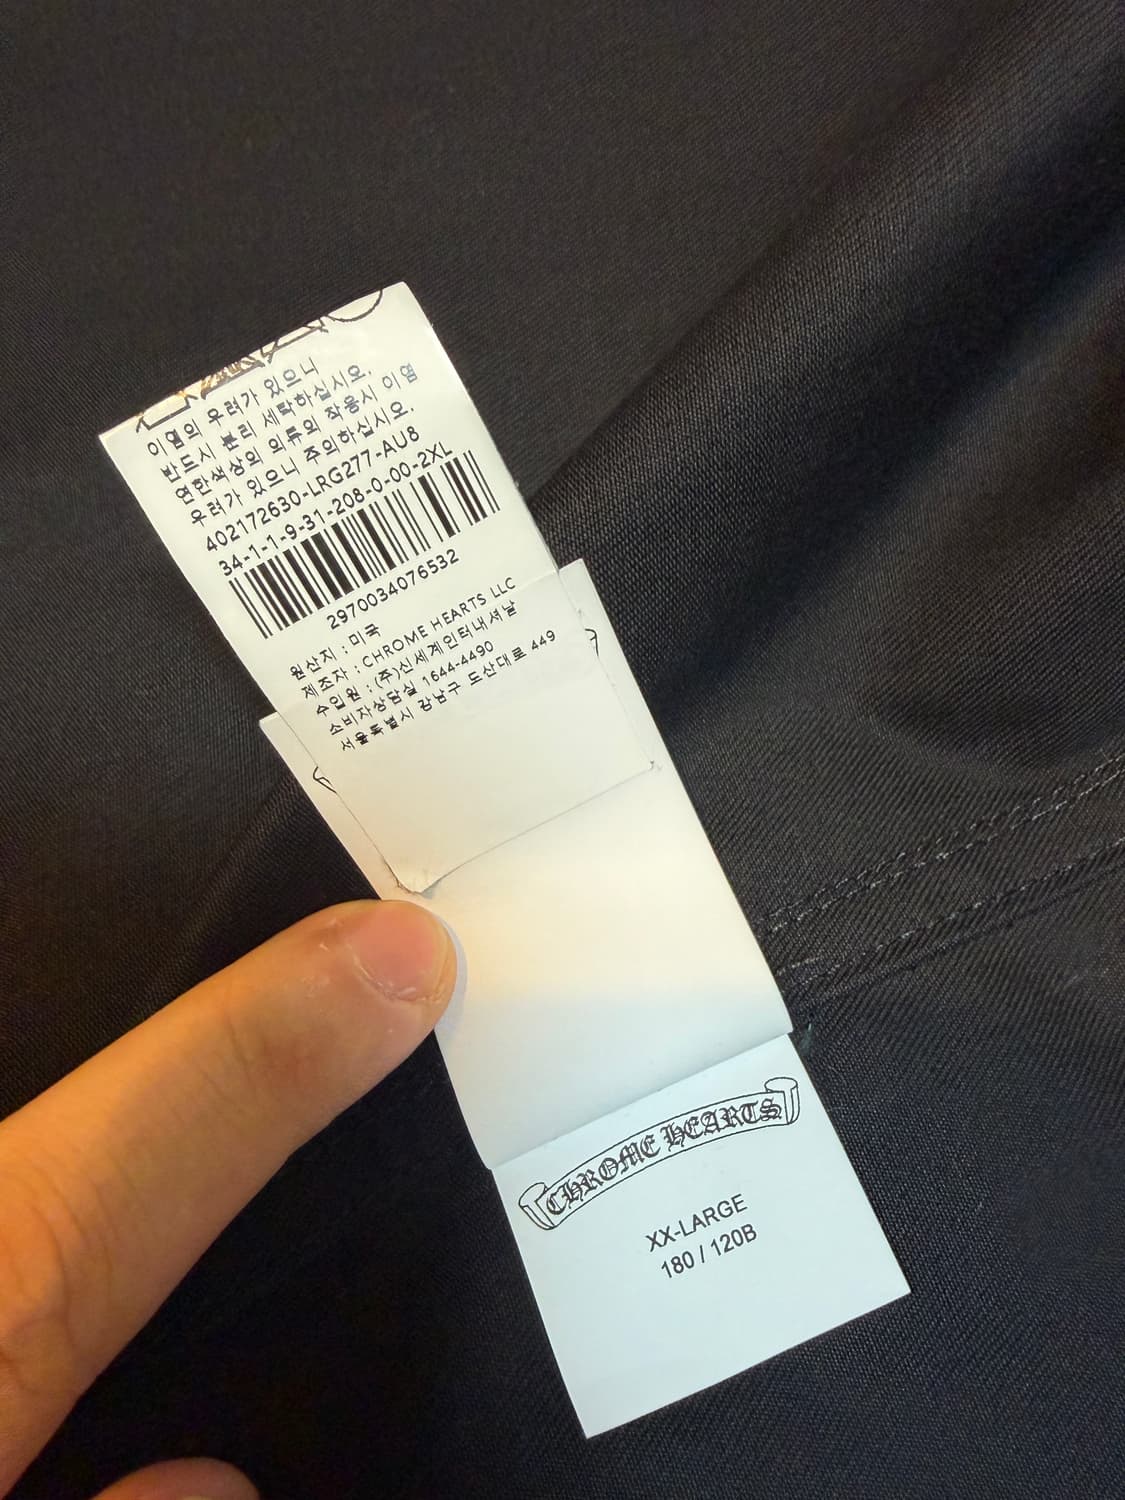 이염의 우려가 있으니
반드시 분리 세탁하십시오.
연한색상의 의류의 착용시 이염
우려가 있으니 주의하십시오.
402172630-LRG277-AU8
34-1-1-9-31-208-0-00-2XL
2970034076532
원산지 : 미국
제조자 : CHROME HEARTS LLC
수입원 : (주)신세계인터내셔날
소비자상담실 1644-4490
서울특별시 강남구 도산대로 449
CHROME HEARTS
XX-LARGE
180 / 120B